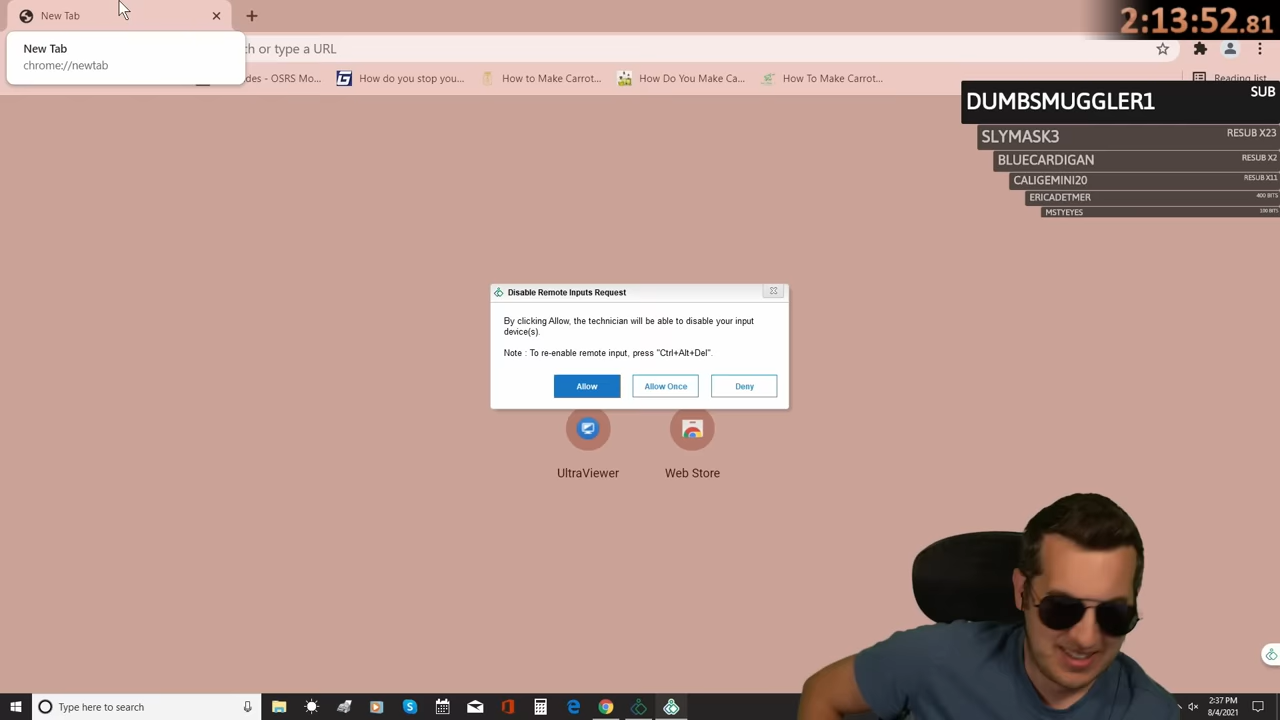 New Tab
2:13:52.81
New Tab
chrome://newtab
ch or type a URL
des - OSRS Mo...
How do you stop you...
How to Make Carrot...
How Do You Make Ca...
How To Make Carrot...
Reading list
DUMBSMUGGLER1
SUB
SLYMASK3
RESUB X23
BLUECARDIGAN
RESUB X2
CALIGEMINI20
RESUB X11
ERICADETMER
400 BITS
MSTYEYES
100 BITS
Disable Remote Inputs Request
By clicking Allow, the technician will be able to disable your input
device(s).
Note : To re-enable remote input, press "Ctrl+Alt+Del".
Allow
Allow Once
Deny
UltraViewer
Web Store
Type here to search
2:37 PM
8/4/2021